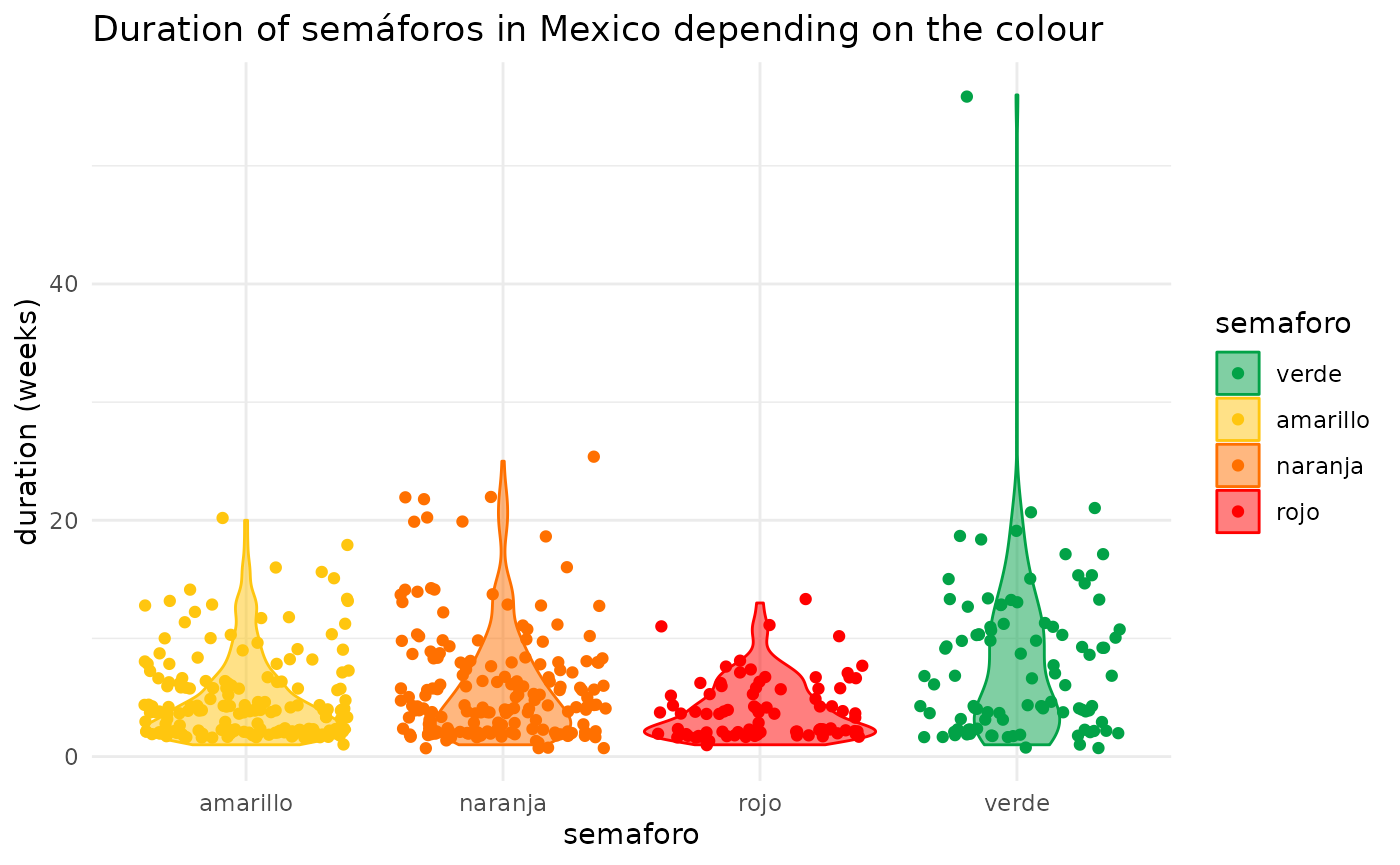 Duration of semáforos in Mexico depending on the colour
duration (weeks)
40
20
0
amarillo
naranja
rojo
verde
semaforo
semaforo
verde
amarillo
naranja
rojo